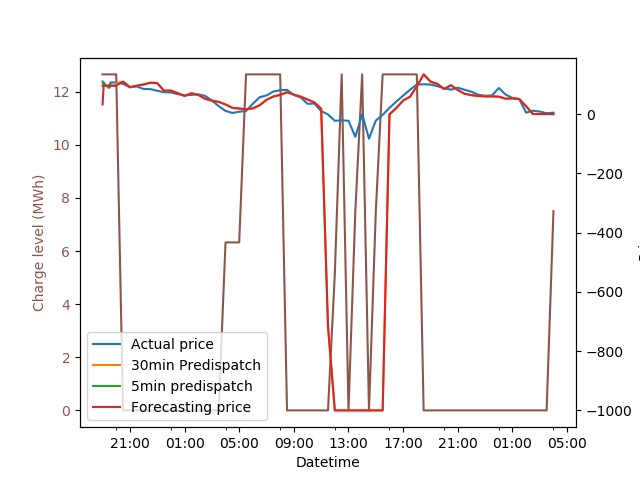 12
10
8
6
4
2
0
Charge level (MWh)
0
−200
−400
−600
−800
−1000
Actual price
30min Predispatch
5min predispatch
Forecasting price
21:00 01:00 05:00 09:00 13:00 17:00 21:00 01:00 05:00
Datetime